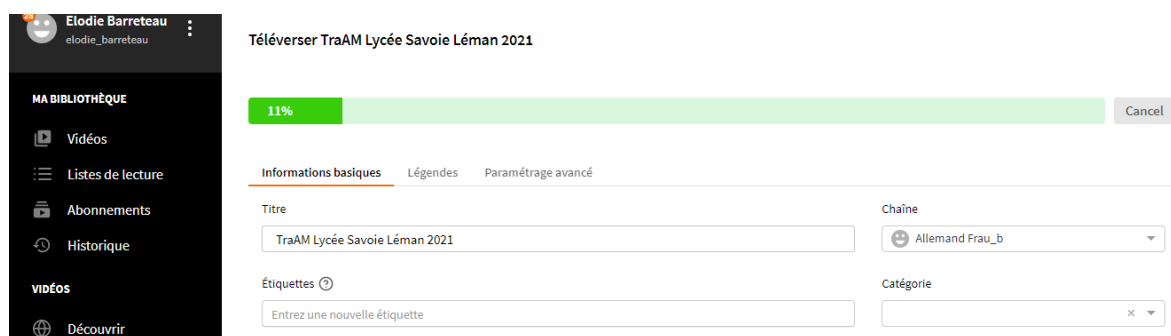 28
Elodie Barreteau
elodie_barreteau
MA BIBLIOTHÈQUE
Vidéos
Listes de lecture
Abonnements
Historique
VIDÉOS
Découvrir
Téléverser TraAM Lycée Savoie Léman 2021
11%
Cancel
Informations basiques Légendes Paramétrage avancé
Titre
TraAM Lycée Savoie Léman 2021
Chaîne
Allemand Frau_b
Étiquettes ?
Entrez une nouvelle étiquette
Catégorie